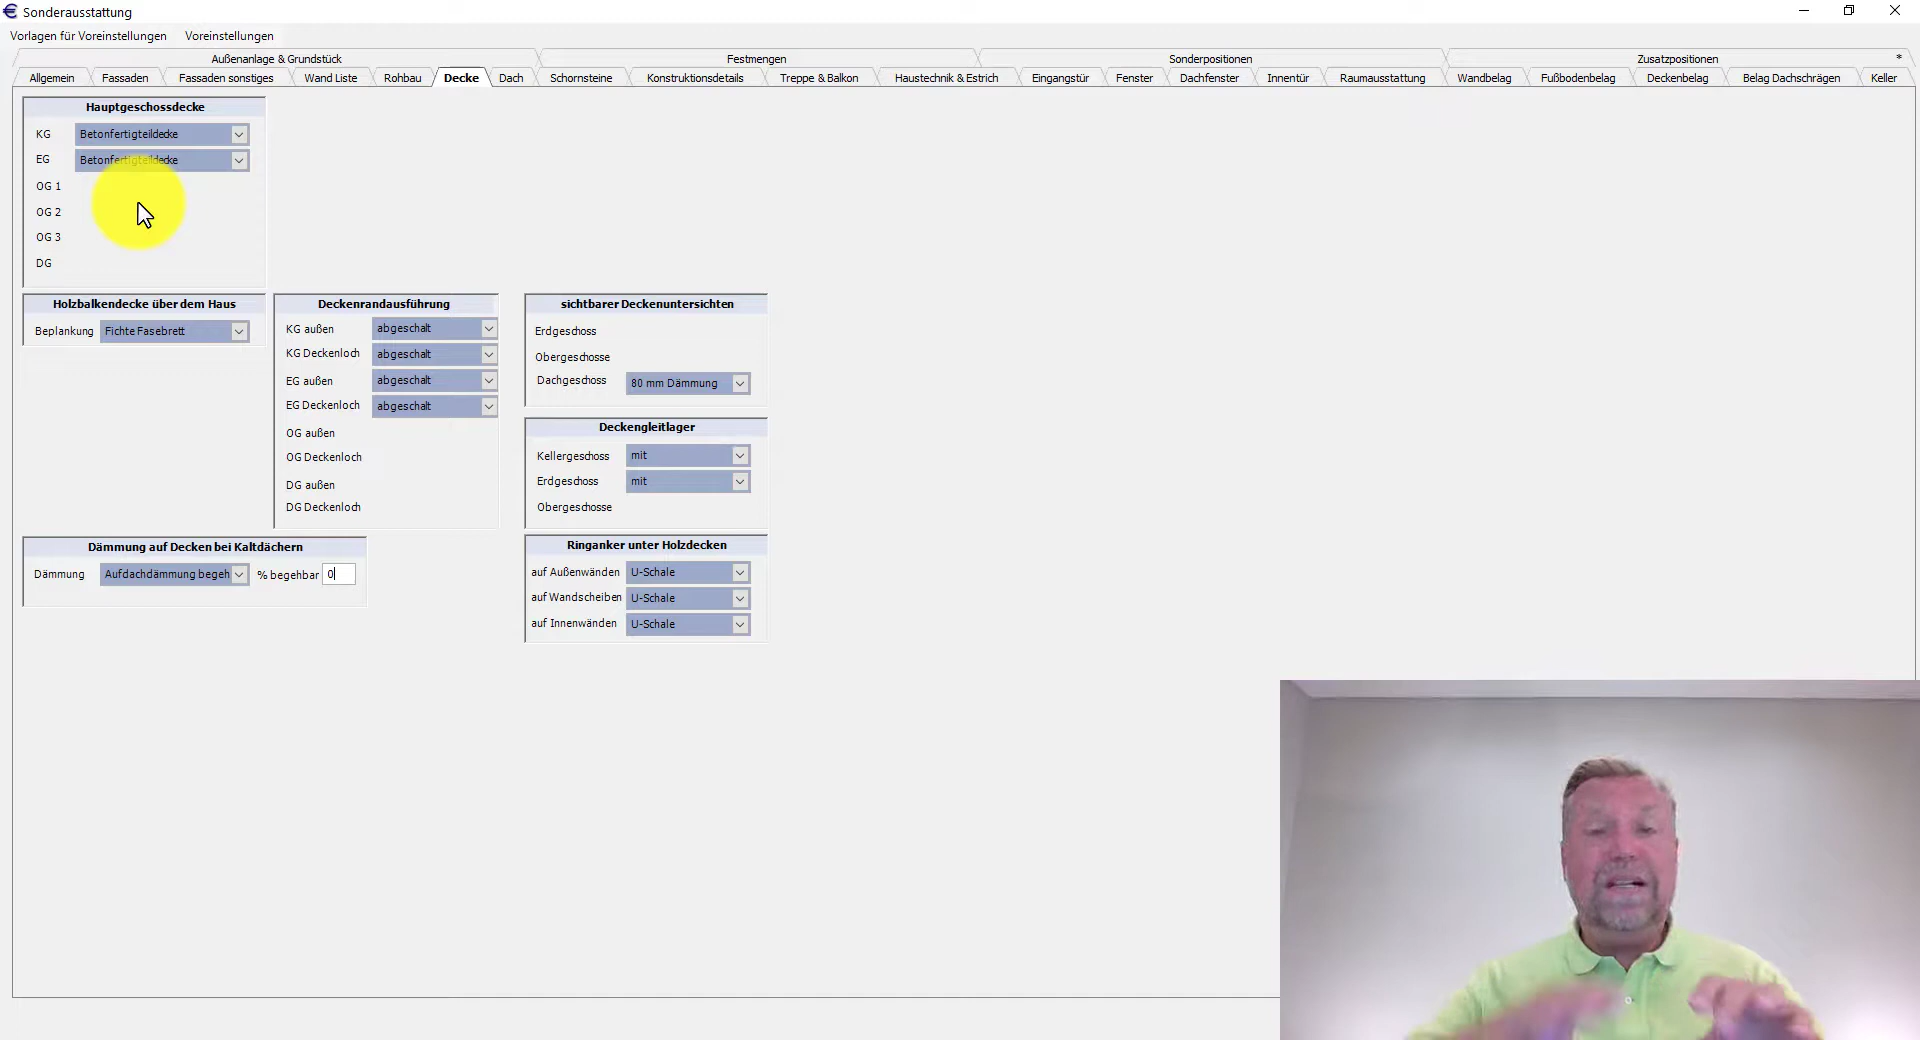 Sonderausstattung
Vorlagen für Voreinstellungen Voreinstellungen
Außenanlage & Grundstück Festmengen Sonderpositionen Zusatzpositionen *
Allgemein Fassaden Fassaden sonstiges Wand Liste Rohbau Decke Dach Schornsteine Konstruktionsdetails Treppe & Balkon Haustechnik & Estrich Eingangstür Fenster Dachfenster Innentür Raumausstattung Wandbelag Fußbodenbelag Deckenbelag Belag Dachschrägen Keller
Hauptgeschossdecke
KG Betonfertigteildecke
EG Betonfertigteildecke
OG 1
OG 2
OG 3
DG
Holzbalkendecke über dem Haus
Beplankung Fichte Fasebrett
Deckenrandausführung
KG außen abgeschalt
KG Deckenloch abgeschalt
EG außen abgeschalt
EG Deckenloch abgeschalt
OG außen
OG Deckenloch
DG außen
DG Deckenloch
sichtbarer Deckenuntersichten
Erdgeschoss
Obergeschosse
Dachgeschoss 80 mm Dämmung
Deckengleitlager
Kellergeschoss mit
Erdgeschoss mit
Obergeschosse
Dämmung auf Decken bei Kaltdächern
Dämmung Aufdachdämmung begeh % begehbar 0
Ringanker unter Holzdecken
auf Außenwänden U-Schale
auf Wandscheiben U-Schale
auf Innenwänden U-Schale